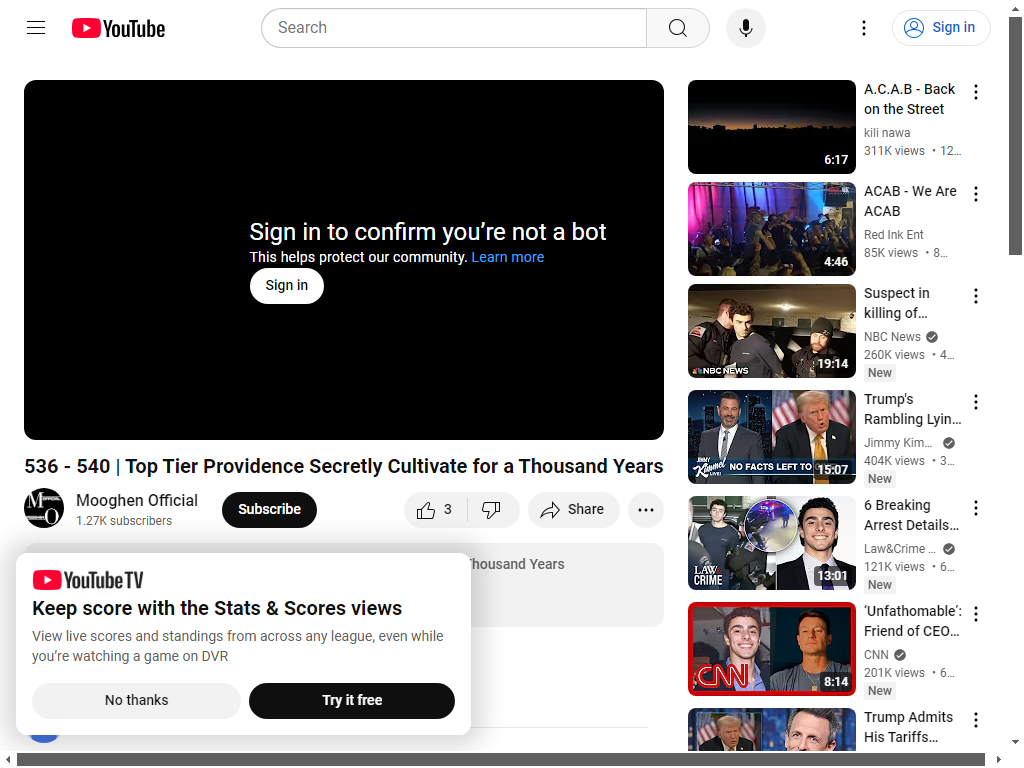 YouTube
Search
Sign in
Sign in to confirm you’re not a bot
This helps protect our community. Learn more
Sign in
536 - 540 | Top Tier Providence Secretly Cultivate for a Thousand Years
Mooghen Official
1.27K subscribers
Subscribe
3
Share
Thousand Years
YouTube TV
Keep score with the Stats & Scores views
View live scores and standings from across any league, even while
you’re watching a game on DVR
No thanks
Try it free
6:17
A.C.A.B - Back
on the Street
kili nawa
311K views • 12…
4:46
ACAB - We Are
ACAB
Red Ink Ent
85K views • 8…
NBC NEWS
19:14
Suspect in
killing of…
NBC News
260K views • 4…
New
JIMMY
Kimmel
LIVE!
NO FACTS LEFT TO
15:07
Trump's
Rambling Lyin…
Jimmy Kim…
404K views • 3…
New
LAW&
CRIME
13:01
6 Breaking
Arrest Details…
Law&Crime …
121K views • 6…
New
CNN
8:14
‘Unfathomable’:
Friend of CEO…
CNN
201K views • 6…
New
Trump Admits
His Tariffs…